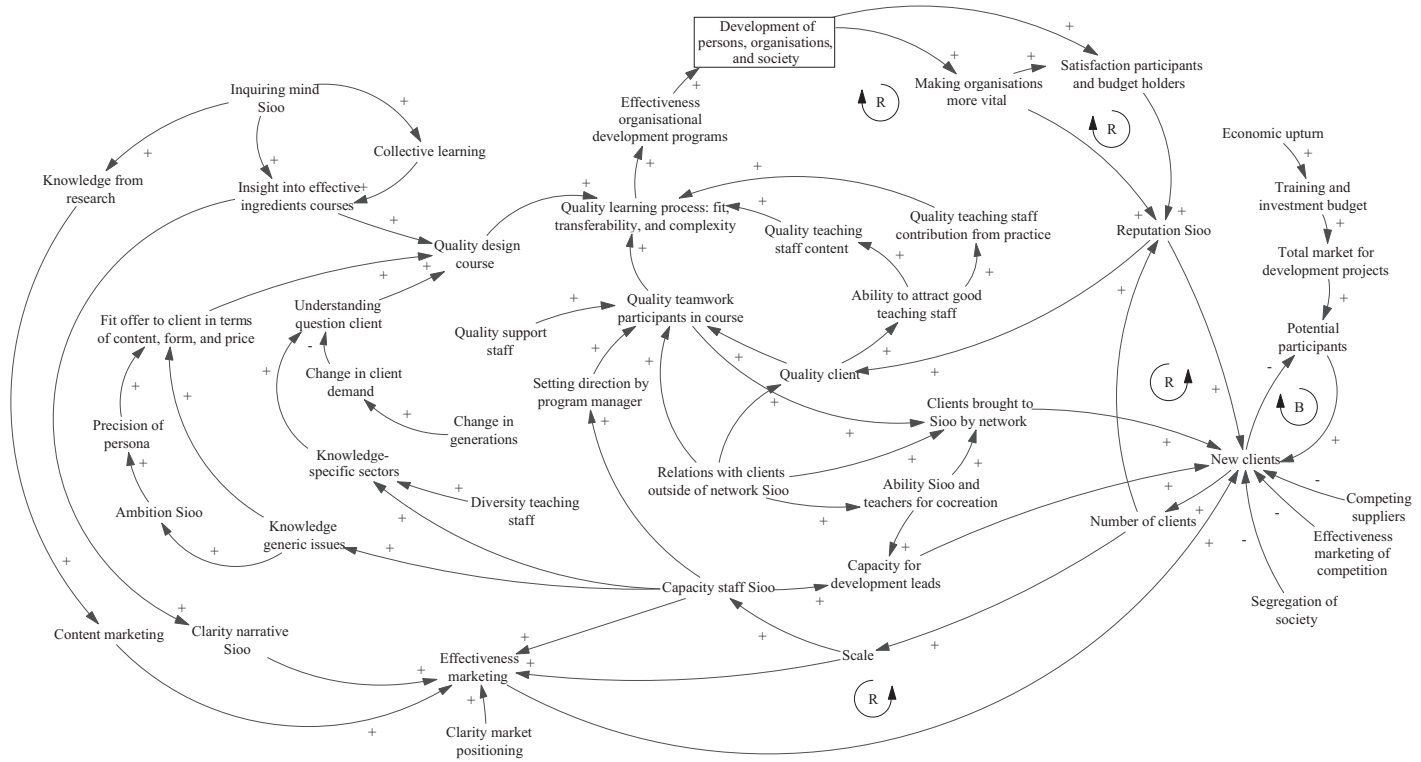 Development of
persons, organisations,
and society
Satisfaction participants
and budget holders
Making organisations
more vital
R
R
Inquiring mind
Sioo
Effectiveness
organisational
development programs
Economic upturn
Collective learning
Knowledge from
research
Insight into effective
ingredients courses
Training and
investment budget
Quality learning process: fit,
transferability, and complexity
Quality teaching
staff content
Quality teaching staff
contribution from practice
Reputation Sioo
Quality design
course
Total market for
development projects
Understanding
question client
Quality teamwork
participants in course
Ability to attract good
teaching staff
Fit offer to client in terms
of content, form, and price
Quality support
staff
Potential
participants
Change in client
demand
Setting direction by
program manager
Quality client
R
B
Precision of
persona
Change in
generations
Clients brought to
Sioo by network
Knowledge-
specific sectors
Relations with clients
outside of network Sioo
New clients
Ability Sioo and
teachers for cocreation
Ambition Sioo
Diversity teaching
staff
Competing
suppliers
Knowledge
generic issues
Number of clients
Effectiveness
marketing of
competition
Capacity for
development leads
Capacity staff Sioo
Segregation of
society
Content marketing
Clarity narrative
Sioo
Effectiveness
marketing
Scale
R
Clarity market
positioning